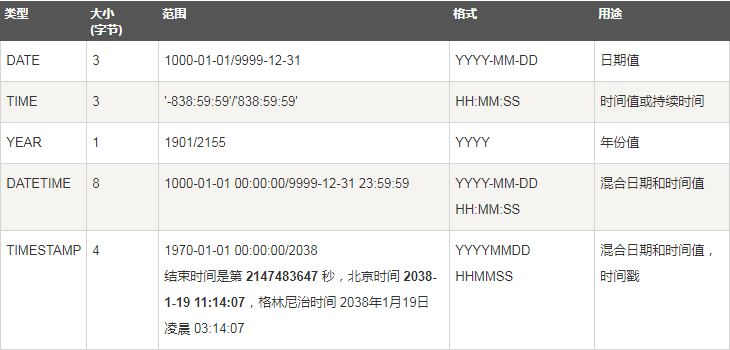 类型 大小 范围 格式 用途
(字节)
DATE 3 1000-01-01/9999-12-31 YYYY-MM-DD 日期值
TIME 3 '-838:59:59'/'838:59:59' HH:MM:SS 时间值或持续时间
YEAR 1 1901/2155 YYYY 年份值
DATETIME 8 1000-01-01 00:00:00/9999-12-31 23:59:59 YYYY-MM-DD 混合日期和时间值
HH:MM:SS
TIMESTAMP 4 1970-01-01 00:00:00/2038 YYYYMMDD 混合日期和时间值，
结束时间是第 2147483647 秒，北京时间 2038- HHMMSS 时间戳
1-19 11:14:07，格林尼治时间 2038年1月19日
凌晨 03:14:07